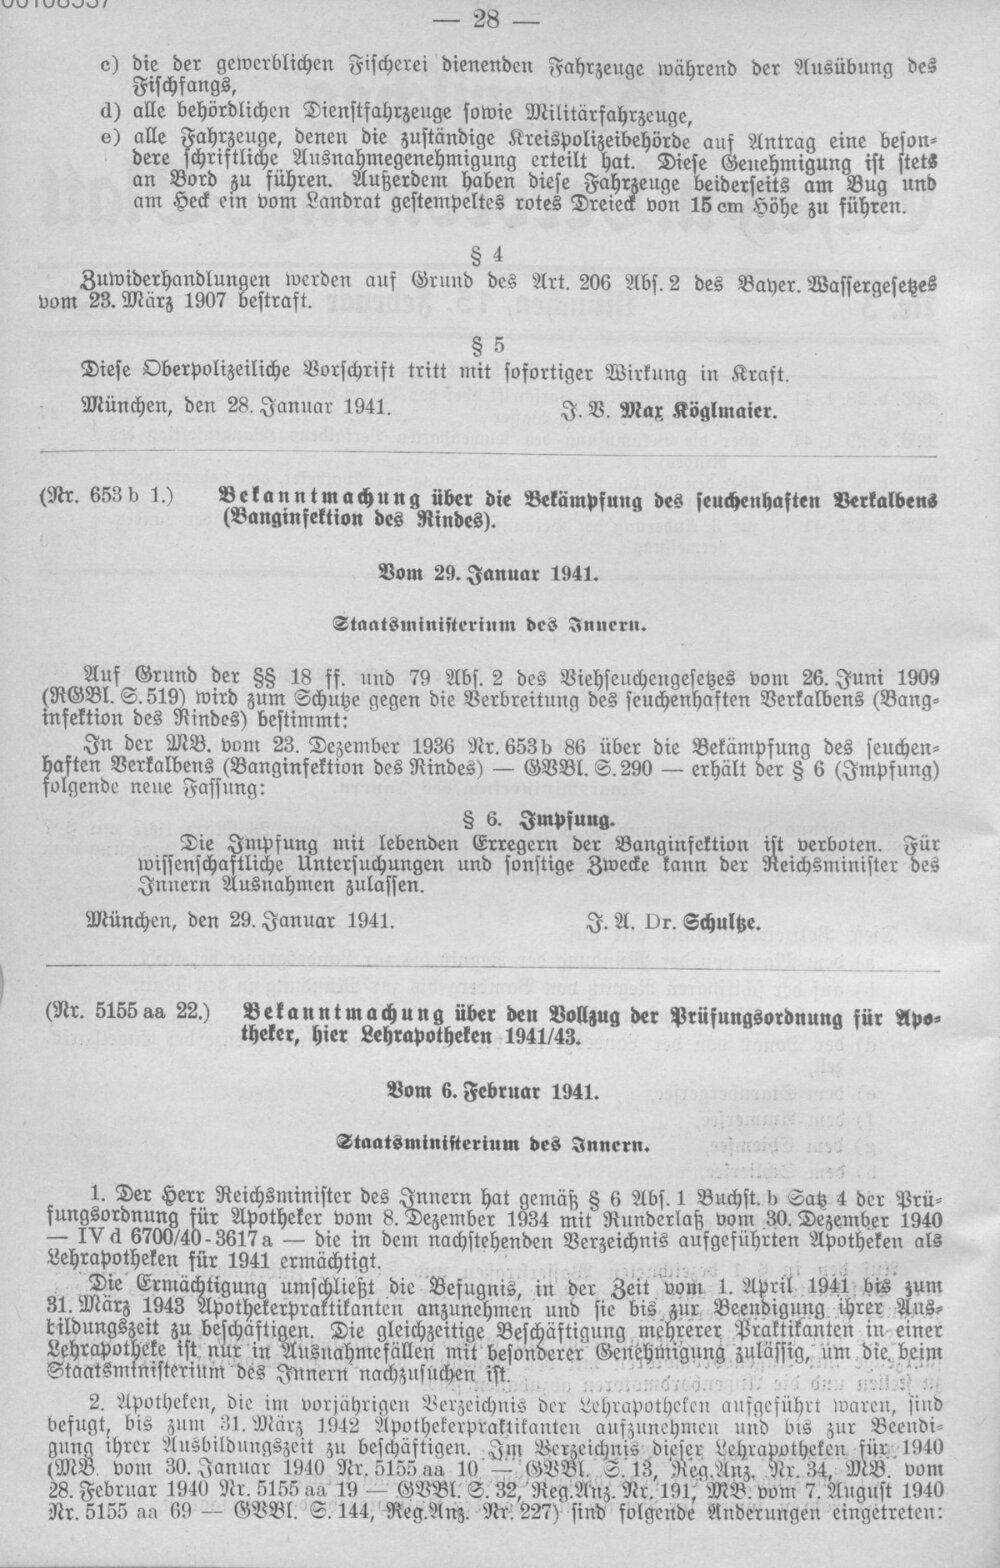 — 28 —
c) die der gewerblichen Fischerei dienenden Fahrzeuge während der Ausübung des
Fischfangs,
d) alle behördlichen Dienstfahrzeuge sowie Militärfahrzeuge,
e) alle Fahrzeuge, denen die zuständige Kreispolizeibehörde auf Antrag eine beson-
dere schriftliche Ausnahmegenehmigung erteilt hat. Diese Genehmigung ist stets
an Bord zu führen. Außerdem haben diese Fahrzeuge beiderseits am Bug und
am Heck ein vom Landrat gestempeltes rotes Dreieck von 15 cm Höhe zu führen.
§ 4
Zuwiderhandlungen werden auf Grund des Art. 206 Abs. 2 des Bayer. Wassergesetzes
vom 23. März 1907 bestraft.
§ 5
Diese Oberpolizeiliche Vorschrift tritt mit sofortiger Wirkung in Kraft.
München, den 28. Januar 1941. J. V. Max Köglmaier.
(Nr. 653 b 1.) Bekanntmachung über die Bekämpfung des seuchenhaften Verkalbens
(Banginfektion des Rindes).
Vom 29. Januar 1941.
Staatsministerium des Innern.
Auf Grund der §§ 18 ff. und 79 Abs. 2 des Viehseuchengesetzes vom 26. Juni 1909
(RGBl. S. 519) wird zum Schutze gegen die Verbreitung des seuchenhaften Verkalbens (Bang-
infektion des Rindes) bestimmt:
In der MB. vom 23. Dezember 1936 Nr. 653 b 86 über die Bekämpfung des seuchen-
haften Verkalbens (Banginfektion des Rindes) — GVBl. S. 290 — erhält der § 6 (Impfung)
folgende neue Fassung:
§ 6. Impfung.
Die Impfung mit lebenden Erregern der Banginfektion ist verboten. Für
wissenschaftliche Untersuchungen und sonstige Zwecke kann der Reichsminister des
Innern Ausnahmen zulassen.
München, den 29. Januar 1941. J. A. Dr. Schultze.
(Nr. 5155 aa 22.) Bekanntmachung über den Vollzug der Prüfungsordnung für Apo-
theker, hier Lehrapotheken 1941/43.
Vom 6. Februar 1941.
Staatsministerium des Innern.
1. Der Herr Reichsminister des Innern hat gemäß § 6 Abs. 1 Buchst. b Satz 4 der Prü-
fungsordnung für Apotheker vom 8. Dezember 1934 mit Runderlaß vom 30. Dezember 1940
— IV d 6700/40-3617 a — die in dem nachstehenden Verzeichnis aufgeführten Apotheken als
Lehrapotheken für 1941 ermächtigt.
Die Ermächtigung umschließt die Befugnis, in der Zeit vom 1. April 1941 bis zum
31. März 1943 Apothekerpraktikanten anzunehmen und sie bis zur Beendigung ihrer Aus-
bildungszeit zu beschäftigen. Die gleichzeitige Beschäftigung mehrerer Praktikanten in einer
Lehrapotheke ist nur in Ausnahmefällen mit besonderer Genehmigung zulässig, um die beim
Staatsministerium des Innern nachzusuchen ist.
2. Apotheken, die im vorjährigen Verzeichnis der Lehrapotheken aufgeführt waren, sind
befugt, bis zum 31. März 1942 Apothekerpraktikanten aufzunehmen und bis zur Beendi-
gung ihrer Ausbildungszeit zu beschäftigen. Im Verzeichnis dieser Lehrapotheken für 1940
(MB. vom 30. Januar 1940 Nr. 5155 aa 10 — GVBl. S. 13, Reg.Anz. Nr. 34, MB. vom
28. Februar 1940 Nr. 5155 aa 19 — GVBl. S. 32, Reg.Anz. Nr. 191, MB. vom 7. August 1940
Nr. 5155 aa 69 — GVBl. S. 144, Reg.Anz. Nr. 227) sind folgende Änderungen eingetreten: